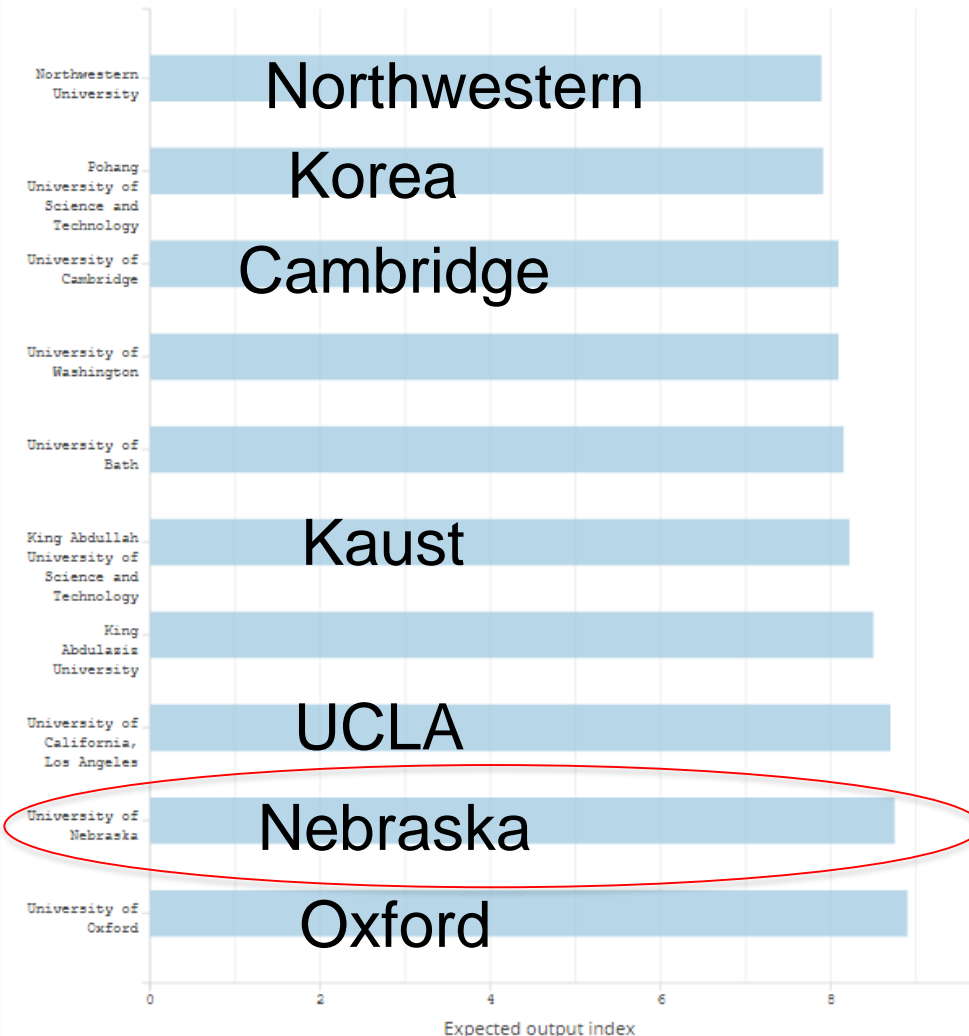 Northwestern
University
Northwestern
Pohang
University of
Science and
Technology
Korea
University of
Cambridge
Cambridge
University of
Washington
University of
Bath
King Abdullah
University of
Science and
Technology
Kaust
King
Abdulaziz
University
University of
California,
Los Angeles
UCLA
University of
Nebraska
Nebraska
University of
Oxford
Oxford
0 2 4 6 8
Expected output index